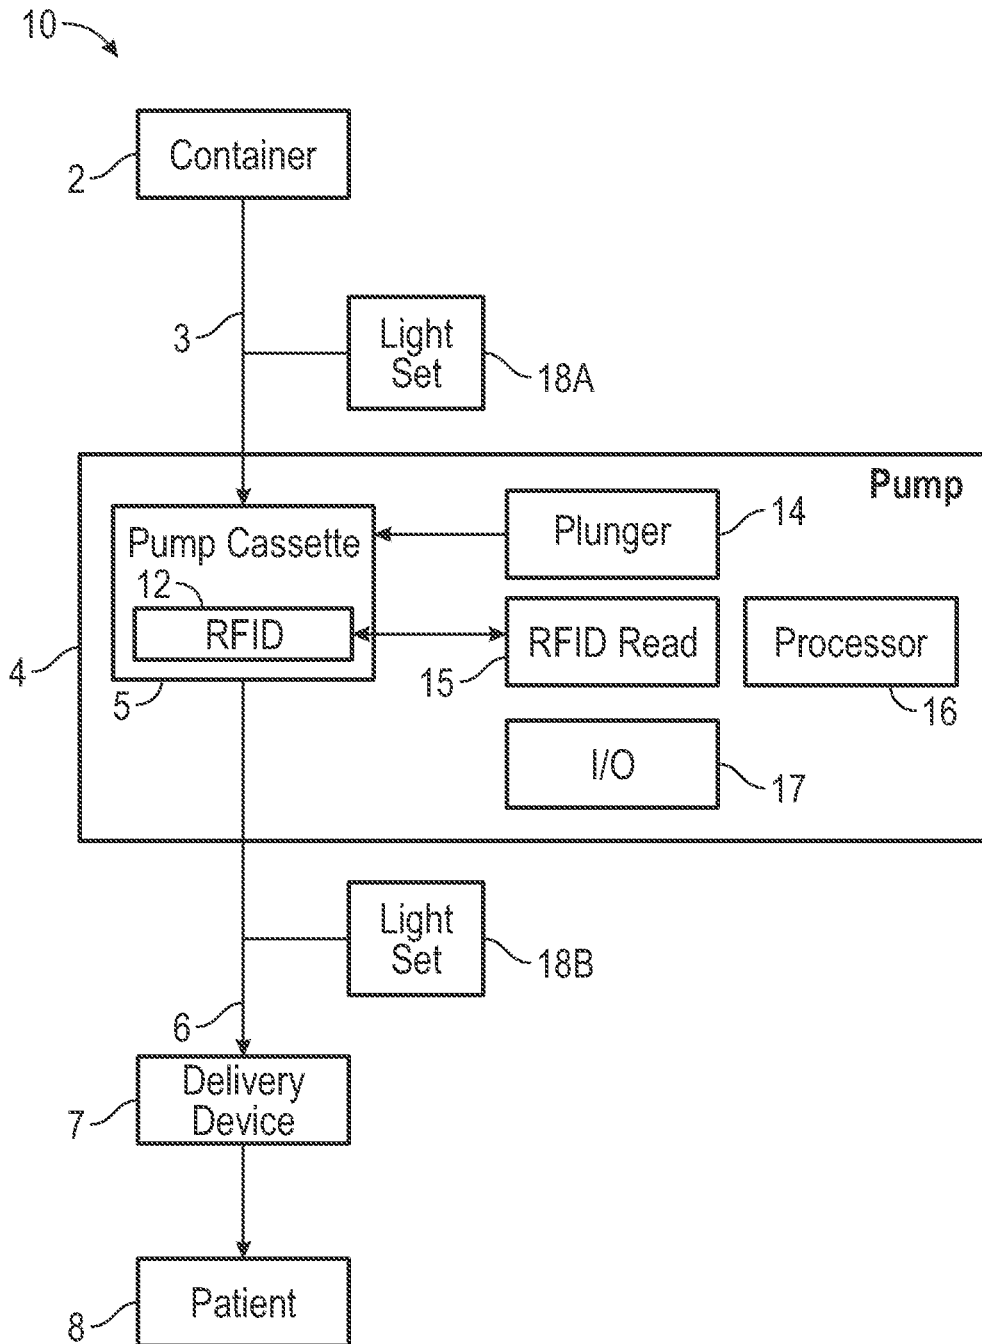 10
Container
2
3
Light
Set
18A
Pump
Pump Cassette
Plunger
14
12
RFID
RFID Read
Processor
4
5
15
16
I/O
17
Light
Set
18B
6
Delivery
Device
7
Patient
8